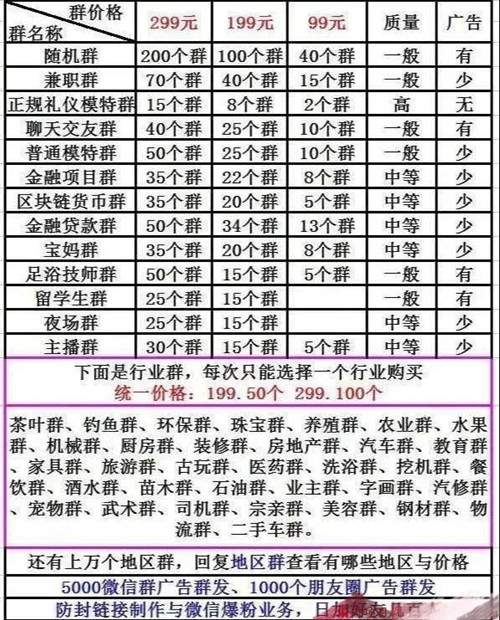 群价格
群名称 299元 199元 99元 质量 广告
随机群 200个群 100个群 40个群 一般 有
兼职群 70个群 40个群 15个群 一般 少
正规礼仪模特群 15个群 8个群 2个群 高 无
聊天交友群 40个群 25个群 10个群 一般 有
普通模特群 50个群 25个群 10个群 一般 少
金融项目群 35个群 22个群 8个群 中等 少
区块链货币群 35个群 20个群 5个群 中等 少
金融贷款群 50个群 34个群 13个群 中等 少
宝妈群 35个群 20个群 8个群 中等 少
足浴技师群 50个群 15个群 5个群 一般 有
留学生群 25个群 15个群 一般 有
夜场群 25个群 15个群 中等 少
主播群 30个群 15个群 5个群 中等 少
下面是行业群，每次只能选择一个行业购买
统一价格：199.50个 299.100个
茶叶群、钓鱼群、环保群、珠宝群、养殖群、农业群、水果
群、机械群、厨房群、装修群、房地产群、汽车群、教育群
、家具群、旅游群、古玩群、医药群、洗浴群、挖机群、餐
饮群、酒水群、苗木群、石油群、业主群、字画群、汽修群
、宠物群、武术群、司机群、宗亲群、美容群、钢材群、物
流群、二手车群。
还有上万个地区群，回复地区群查看有哪些地区与价格
5000微信群广告群发、1000个朋友圈广告群发
防封链接制作与微信爆粉业务，日加好友几百